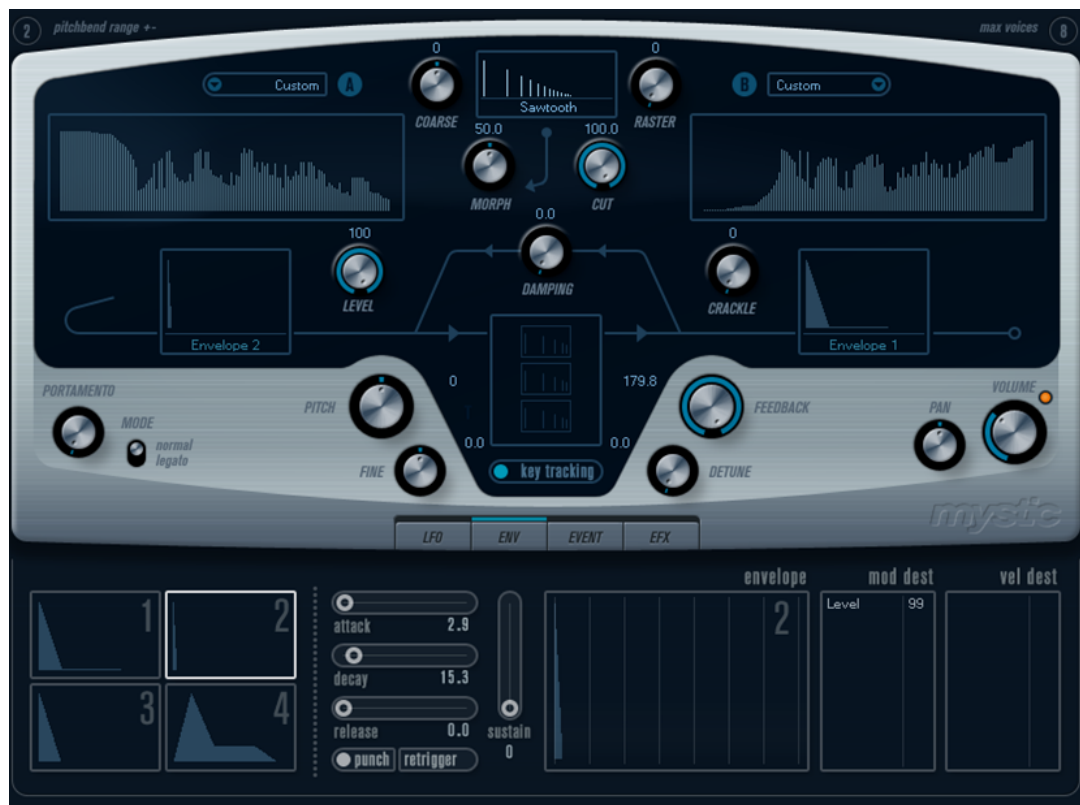 2 pitchbend range +- max voices 8
0 0
Custom A B Custom
Sawtooth
COARSE RASTER
50.0 100.0
MORPH CUT
0.0
100 0
DAMPING
LEVEL CRACKLE
Envelope 2 Envelope 1
0 179.8
PORTAMENTO VOLUME
PITCH FEEDBACK PAN
MODE
normal
legato
0.0 0.0
FINE key tracking DETUNE
mystic
LFO ENV EVENT EFX
envelope mod dest vel dest
1 2 2 Level 99
attack 2.9
decay 15.3
3 4
release 0.0 sustain
0
punch retrigger